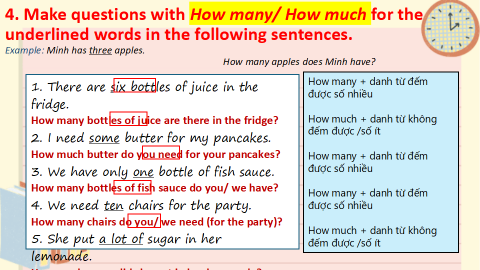 4. Make questions with How many/ How much for the
underlined words in the following sentences.
Example: Minh has three apples.
How many apples does Minh have?
1. There are six bottles of juice in the
fridge.
How many bottles of juice are there in the fridge?
2. I need some butter for my pancakes.
How much butter do you need for your pancakes?
3. We have only one bottle of fish sauce.
How many bottles of fish sauce do you/ we have?
4. We need ten chairs for the party.
How many chairs do you/ we need (for the party)?
5. She put a lot of sugar in her
lemonade.
How many + danh từ đếm
được số nhiều
How much + danh từ không
đếm được /số ít
How many + danh từ đếm
được số nhiều
How many + danh từ đếm
được số nhiều
How much + danh từ không
đếm được /số ít